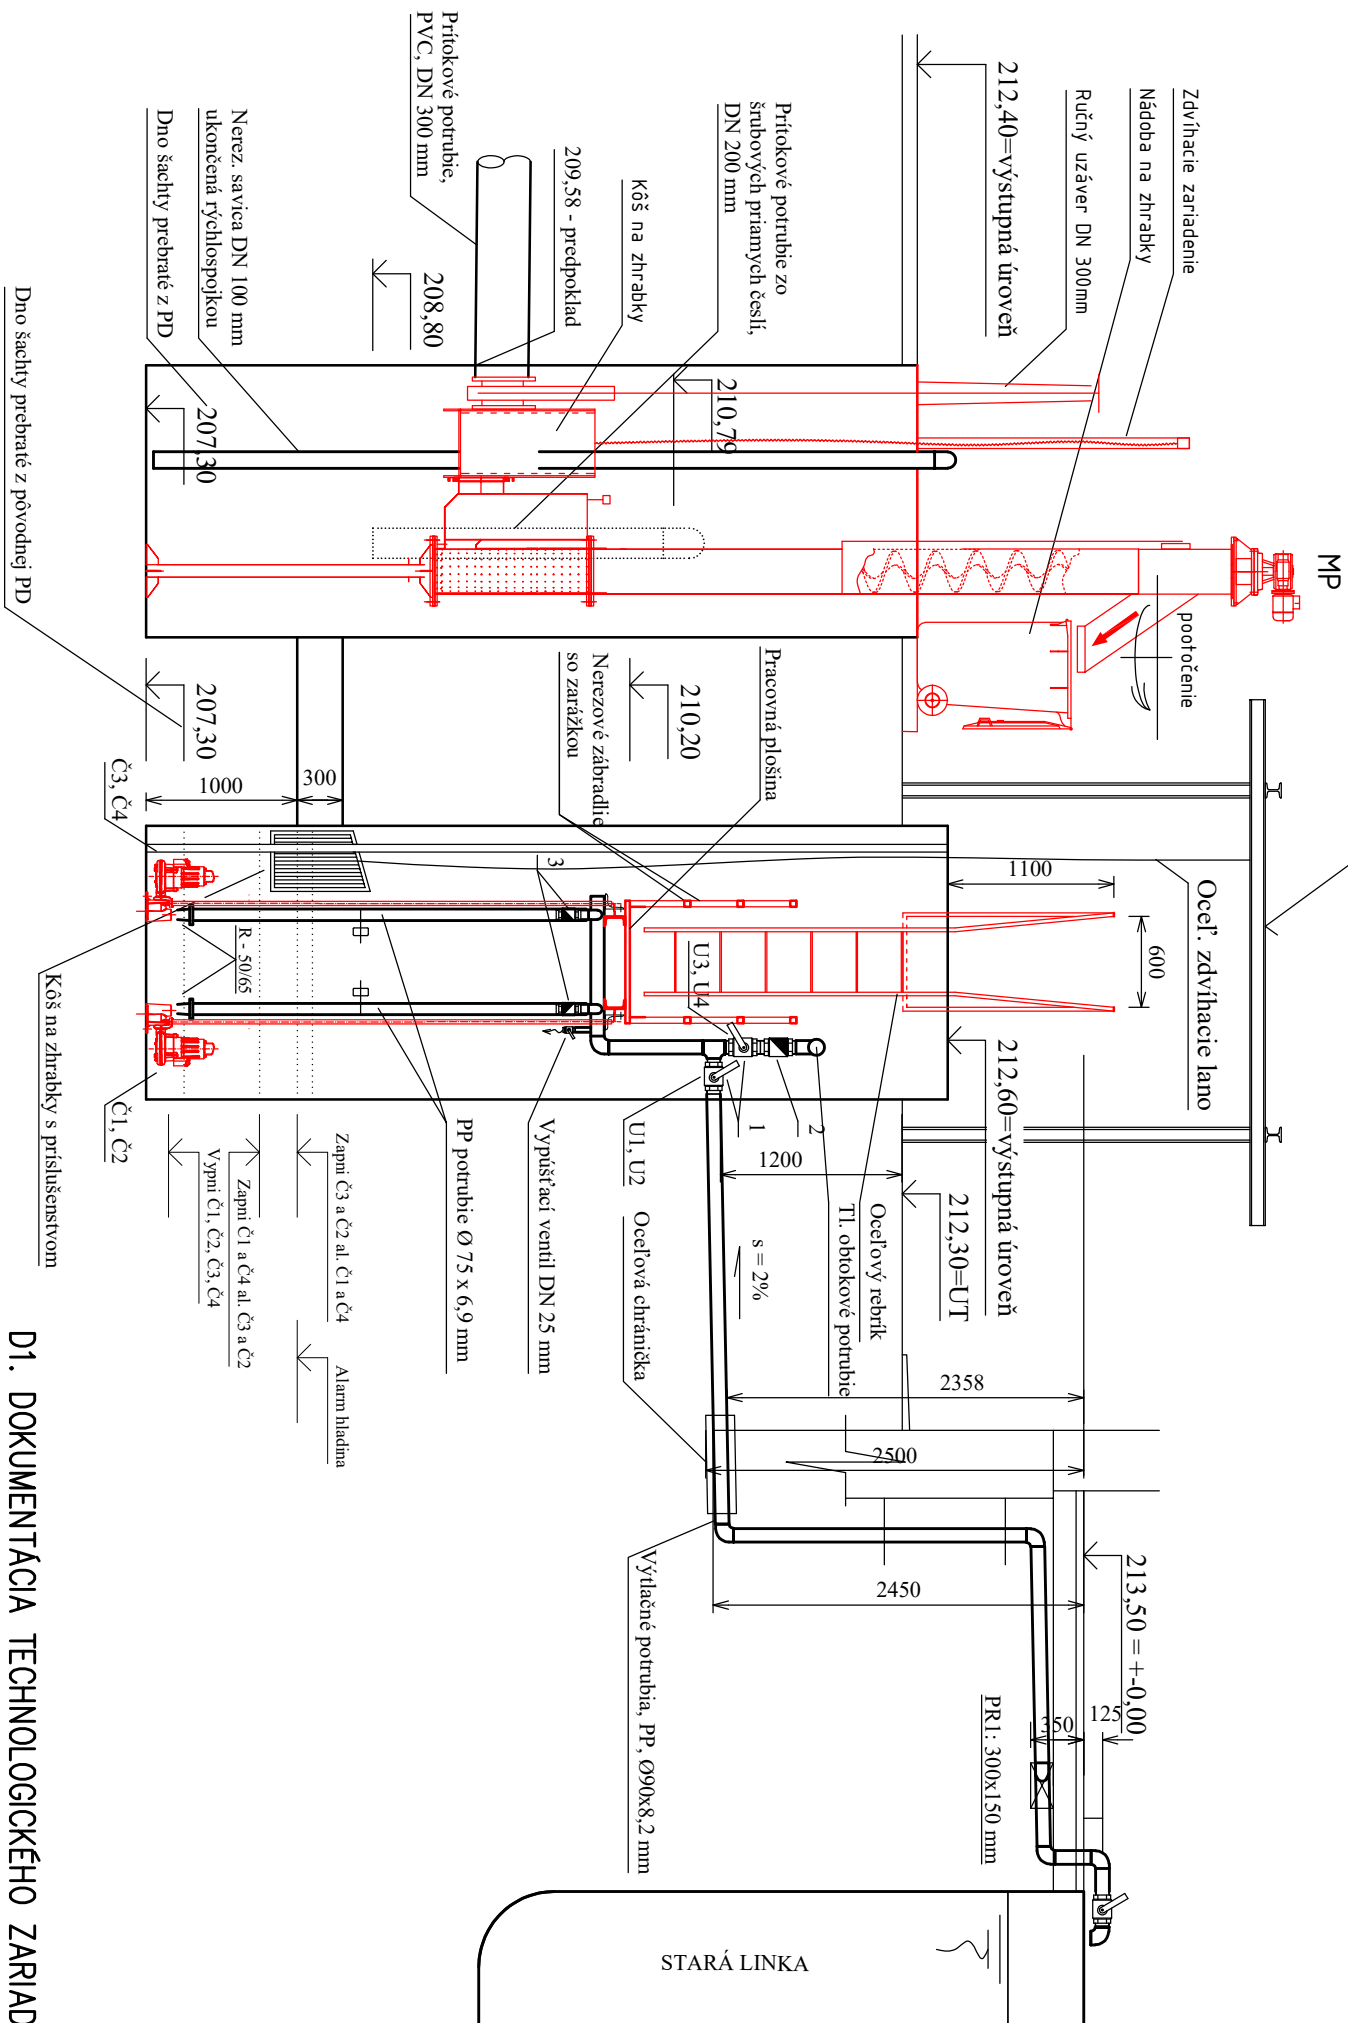 Zdvíhacie zariadenie
Nádoba na zhrabky
Ručný uzáver DN 300mm
212,40=výstupná úroveň
Prítokové potrubie zo
šrubových priamych česlí,
DN 200 mm
Kôš na zhrabky
209,58 - predpoklad
Prítokové potrubie,
PVC, DN 300 mm
208,80
Nerez. savica DN 100 mm
ukončená rýchlospojkou
Dno šachty prebraté z PD
Dno šachty prebraté z pôvodnej PD
207,30
210,79
MP
pootočenie
207,30
210,20
Pracovná plošina
Nerezové zábradlie
so zarážkou
1000
300
Č3, Č4
3
R - 50/65
U3, U4
1100
600
Oceľ. zdvíhacie lano
212,60=výstupná úroveň
212,30=UT
Kôš na zhrabky s príslušenstvom
Č1, Č2
Zapni Č3 a Č2 al. Č1 a Č4
Zapni Č1 a Č4 al. Č3 a Č2
Vypni Č1, Č2, Č3, Č4
Alarm hladina
PP potrubie Ø 75 x 6,9 mm
Vypúšťací ventil DN 25 mm
U1, U2
1
2
1200
Oceľová chránička
s = 2%
Tl. obtokové potrubie
Oceľový rebrík
2358
2500
2450
213,50 = +-0,00
350
125
PR1: 300x150 mm
Výtlačné potrubia, PP, Ø90x8,2 mm
STARÁ LINKA
D1. DOKUMENTÁCIA TECHNOLOGICKÉHO ZARIAD